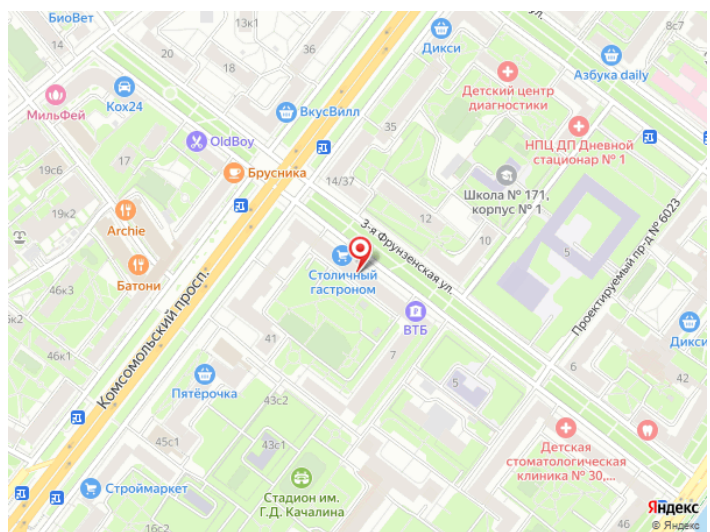 БиоВет
13к1
36
ул.
8с7
Дикси
14
20
18
Азбука daily
Детский центр
диагностики
МильФей
Кох24
ВкусВилл
35
OldBoy
НПЦ ДП Дневной
стационар № 1
17
19с6
Брусника
14/37
Школа № 171,
корпус № 1
19к2
Archie
12
3-я Фрунзенская ул.
10
5
Проектируемый пр-д № 6023
Батони
Столичный
гастроном
46к3
Комсомольский просп.
ВТБ
41
7
Дикси
46к1
Пятёрочка
6
42
5
43с2
45с1
43с1
Детская
стоматологическая
клиника № 30,...
Строймаркет
Стадион им.
Г.Д. Качалина
16с2
16
14
Яндекс
© Яндекс